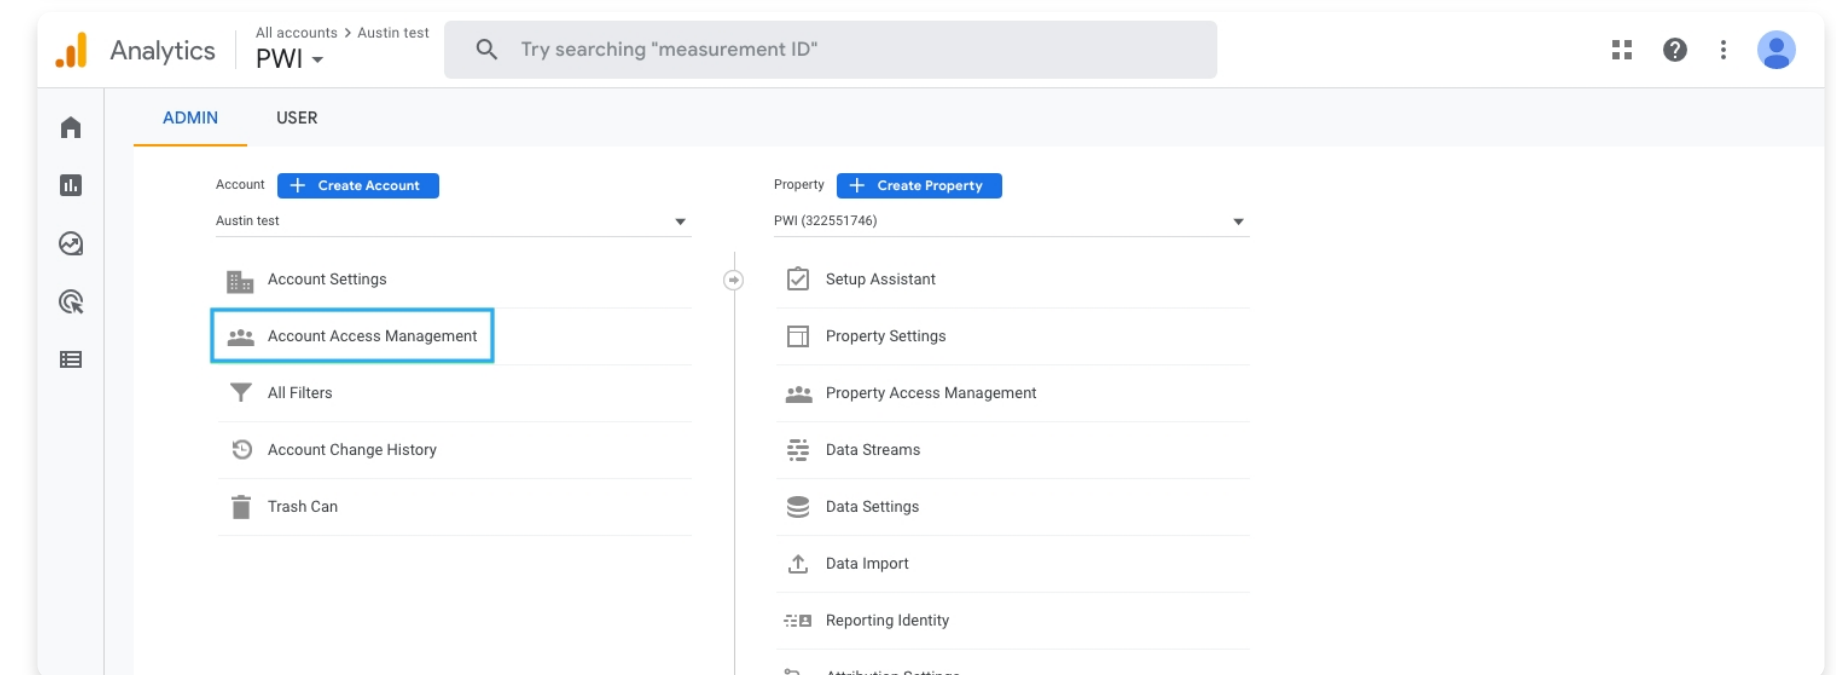 Analytics
All accounts > Austin test
PWI
Try searching "measurement ID"
ADMIN
USER
Account
Create Account
Austin test
Account Settings
Account Access Management
All Filters
Account Change History
Trash Can
Property
Create Property
PWI (322551746)
Setup Assistant
Property Settings
Property Access Management
Data Streams
Data Settings
Data Import
Reporting Identity
Attribution Settings